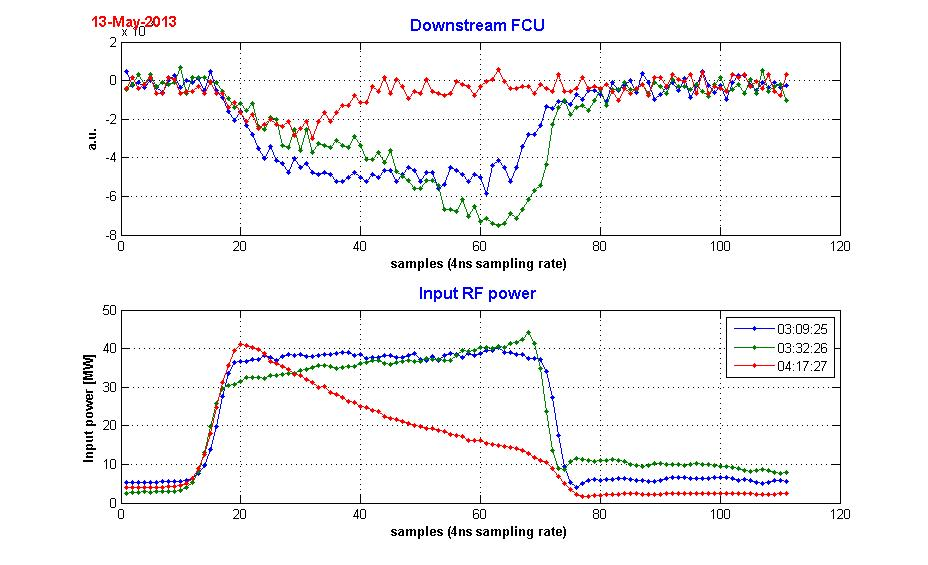 13-May-2013
Downstream FCU
x 10
2
0
-2
-4
-6
-8
a.u.
0 20 40 60 80 100 120
samples (4ns sampling rate)
Input RF power
50
40
30
20
10
0
Input power [MW]
03:09:25
03:32:26
04:17:27
0 20 40 60 80 100 120
samples (4ns sampling rate)